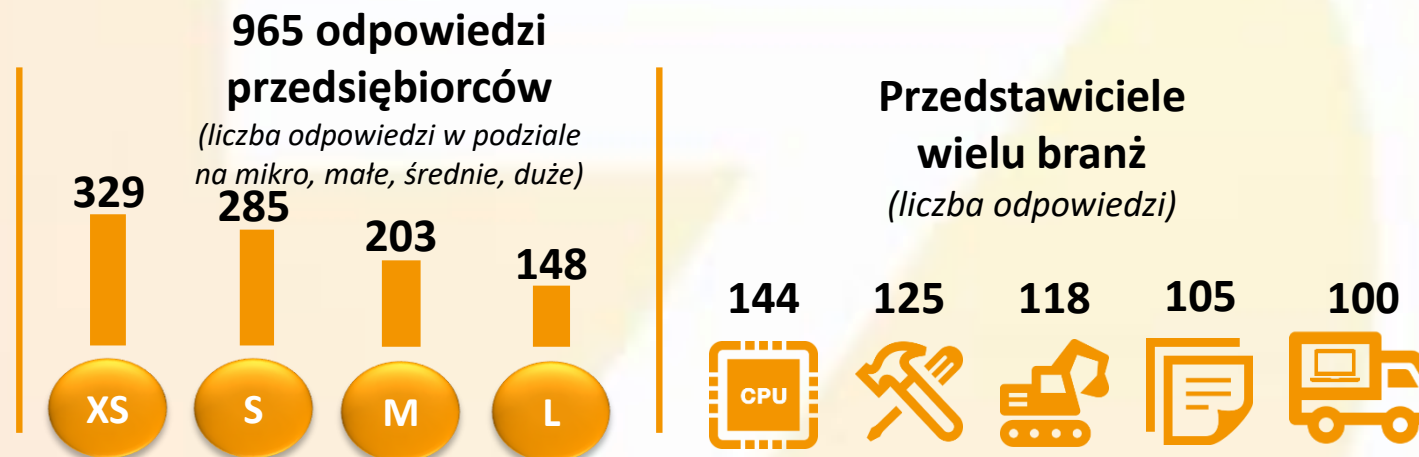 965 odpowiedzi
przedsiębiorców
(liczba odpowiedzi w podziale
na mikro, małe, średnie, duże)
329
285
203
148
XS
S
M
L
Przedstawiciele
wielu branż
(liczba odpowiedzi)
144
125
118
105
100
CPU